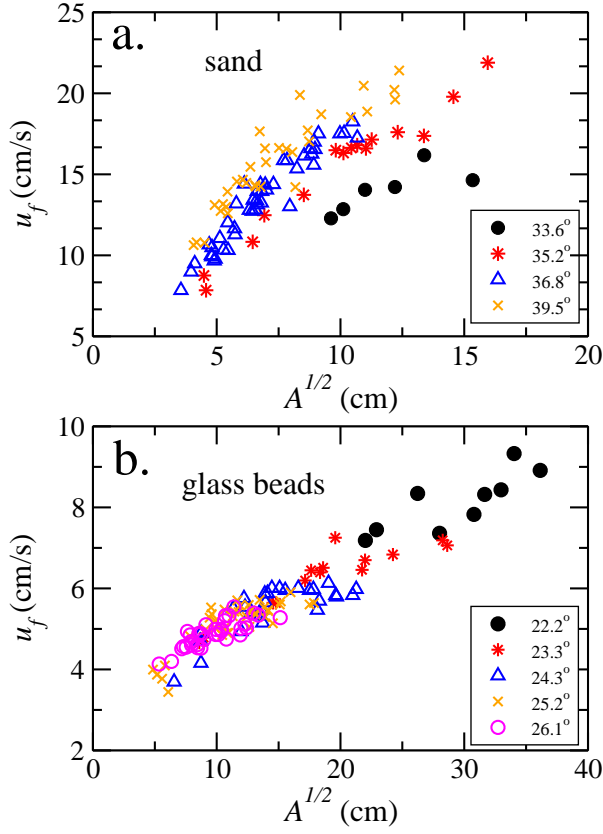 a.
sand
25
20
15
10
5
u_f (cm/s)
33.6°
35.2°
36.8°
39.5°
0 5 10 15 20
A^{1/2} (cm)
b.
glass beads
10
8
6
4
2
u_f (cm/s)
22.2°
23.3°
24.3°
25.2°
26.1°
0 10 20 30 40
A^{1/2} (cm)